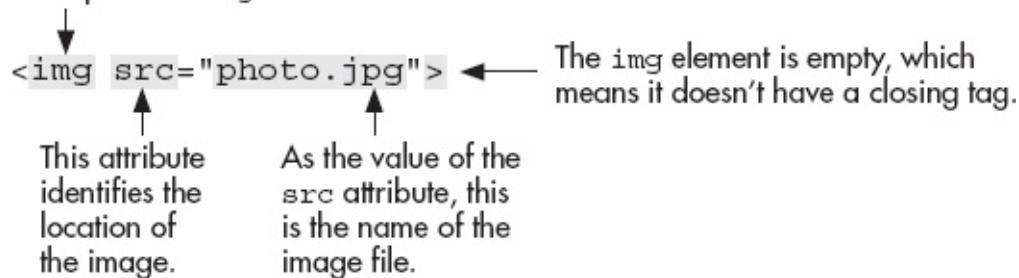 <img src="photo.jpg">
The img element is empty, which
means it doesn't have a closing tag.
This attribute
identifies the
location of
the image.
As the value of the
src attribute, this
is the name of the
image file.